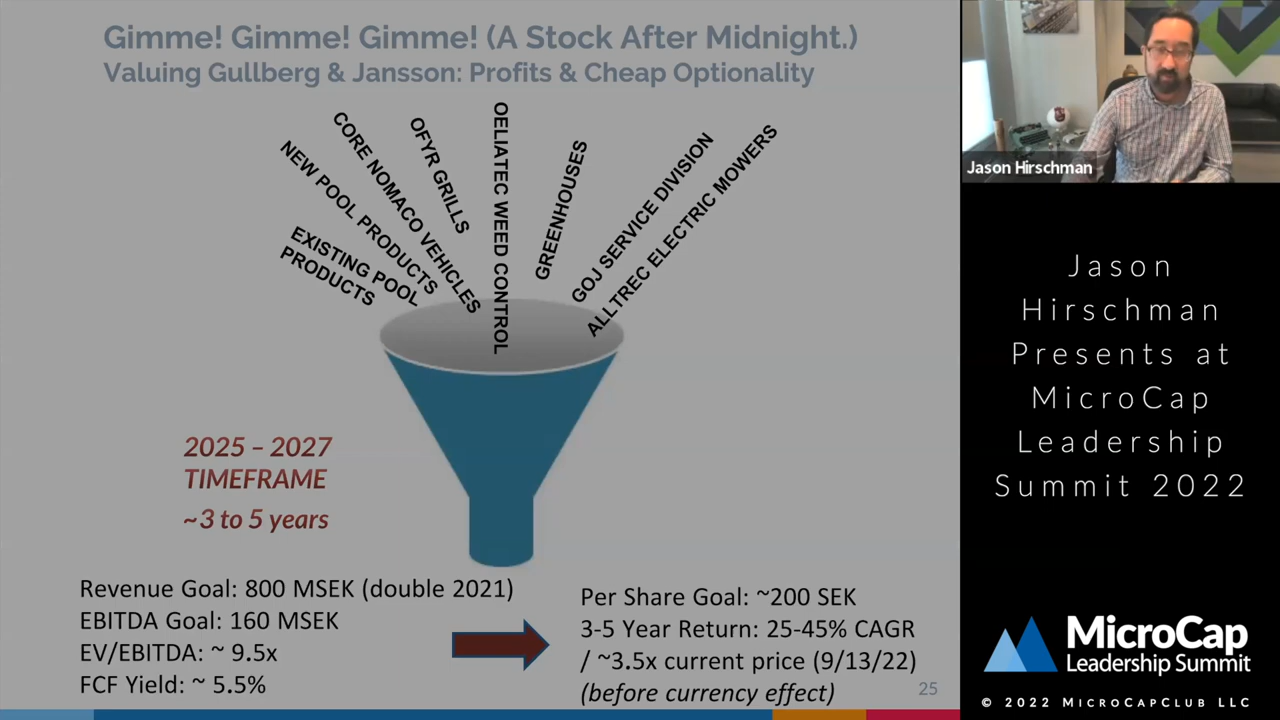 Gimme! Gimme! Gimme! (A Stock After Midnight.)
Valuing Gullberg & Jansson: Profits & Cheap Optionality
EXISTING POOL
PRODUCTS
NEW POOL PRODUCTS
CORE NOMACO VEHICLES
OFYR GRILLS
OELIATEC WEED CONTROL
GREENHOUSES
GOJ SERVICE DIVISION
ALLTREC ELECTRIC MOWERS
2025 – 2027
TIMEFRAME
~3 to 5 years
Revenue Goal: 800 MSEK (double 2021)
EBITDA Goal: 160 MSEK
EV/EBITDA: ~ 9.5x
FCF Yield: ~ 5.5%
Per Share Goal: ~200 SEK
3-5 Year Return: 25-45% CAGR
/ ~3.5x current price (9/13/22)
(before currency effect)
25
Jason Hirschman
Jason
Hirschman
Presents at
MicroCap
Leadership
Summit 2022
MicroCap
Leadership Summit
© 2022 MICROCAPCLUB LLC